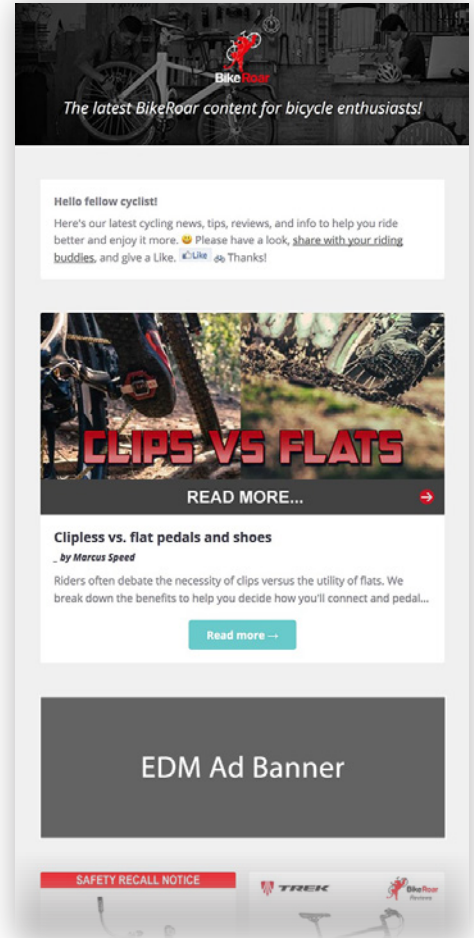 BikeRoar
The latest BikeRoar content for bicycle enthusiasts!
Hello fellow cyclist!
Here's our latest cycling news, tips, reviews, and info to help you ride
better and enjoy it more. 😃 Please have a look, share with your riding
buddies, and give a Like. 👍Like 🚲 Thanks!
CLIPS VS FLATS
READ MORE...
Clipless vs. flat pedals and shoes
_ by Marcus Speed
Riders often debate the necessity of clips versus the utility of flats. We
break down the benefits to help you decide how you'll connect and pedal...
Read more →
EDM Ad Banner
SAFETY RECALL NOTICE
TREK
BikeRoar
Reviews